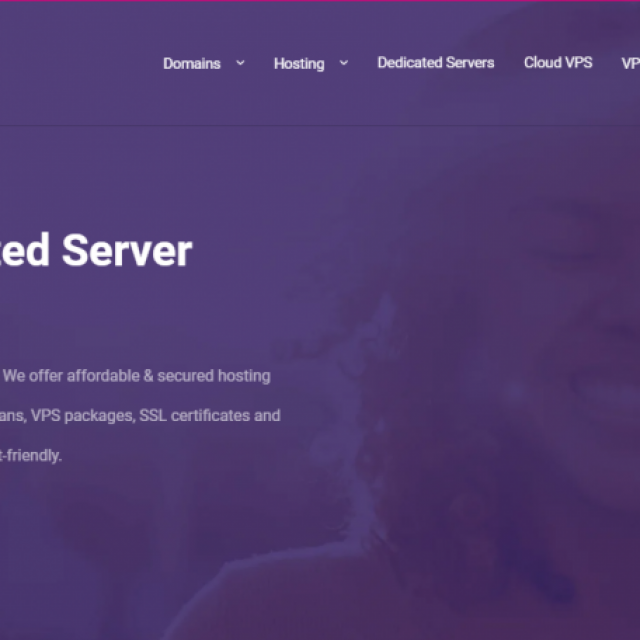 Domains Hosting Dedicated Servers Cloud VPS VP
ted Server
We offer affordable & secured hosting
ans, VPS packages, SSL certificates and
t-friendly.